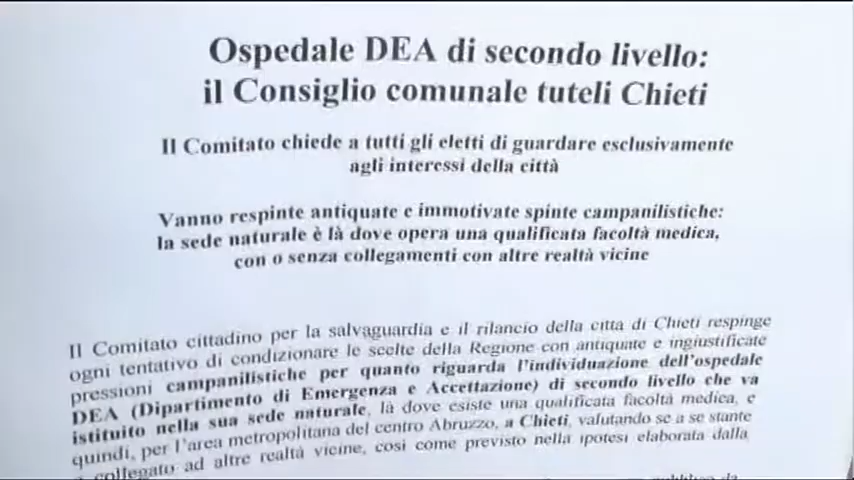 Ospedale DEA di secondo livello:
il Consiglio comunale tuteli Chieti
Il Comitato chiede a tutti gli eletti di guardare esclusivamente
agli interessi della città
Vanno respinte antiquate e immotivate spinte campanilistiche:
la sede naturale è là dove opera una qualificata facoltà medica,
con o senza collegamenti con altre realtà vicine
Il Comitato cittadino per la salvaguardia e il rilancio della città di Chieti respinge
ogni tentativo di condizionare le scelte della Regione con antiquate e ingiustificate
pressioni campanilistiche per quanto riguarda l'individuazione dell'ospedale
DEA (Dipartimento di Emergenza e Accettazione) di secondo livello che va
istituito nella sua sede naturale, là dove esiste una qualificata facoltà medica, e
quindi, per l'area metropolitana del centro Abruzzo, a Chieti, valutando se a se stante
collegato ad altre realtà vicine, così come previsto nella ipotesi elaborata dalla